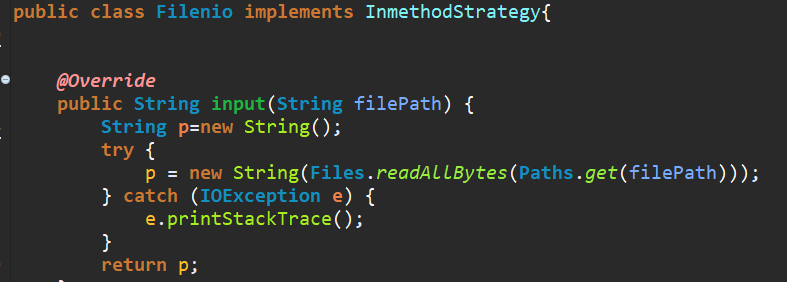 public class Filenio implements InmethodStrategy{
@Override
public String input(String filePath) {
String p=new String();
try {
p = new String(Files.readAllBytes(Paths.get(filePath)));
} catch (IOException e) {
e.printStackTrace();
}
return p;